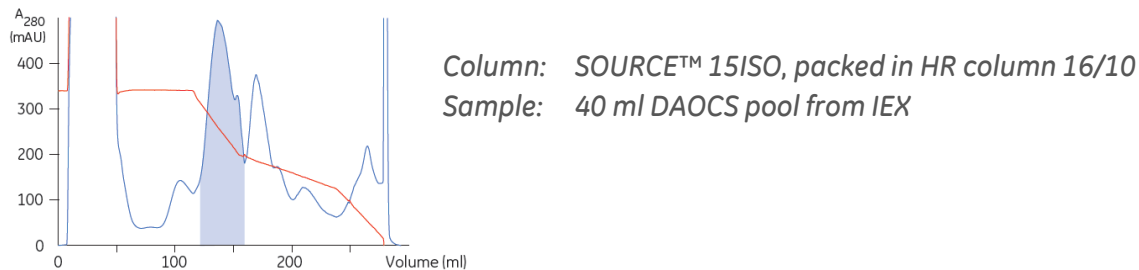 A280
(mAU)
400
300
200
100
0
0 100 200 Volume (ml)
Column: SOURCE™ 15ISO, packed in HR column 16/10
Sample: 40 ml DAOCS pool from IEX